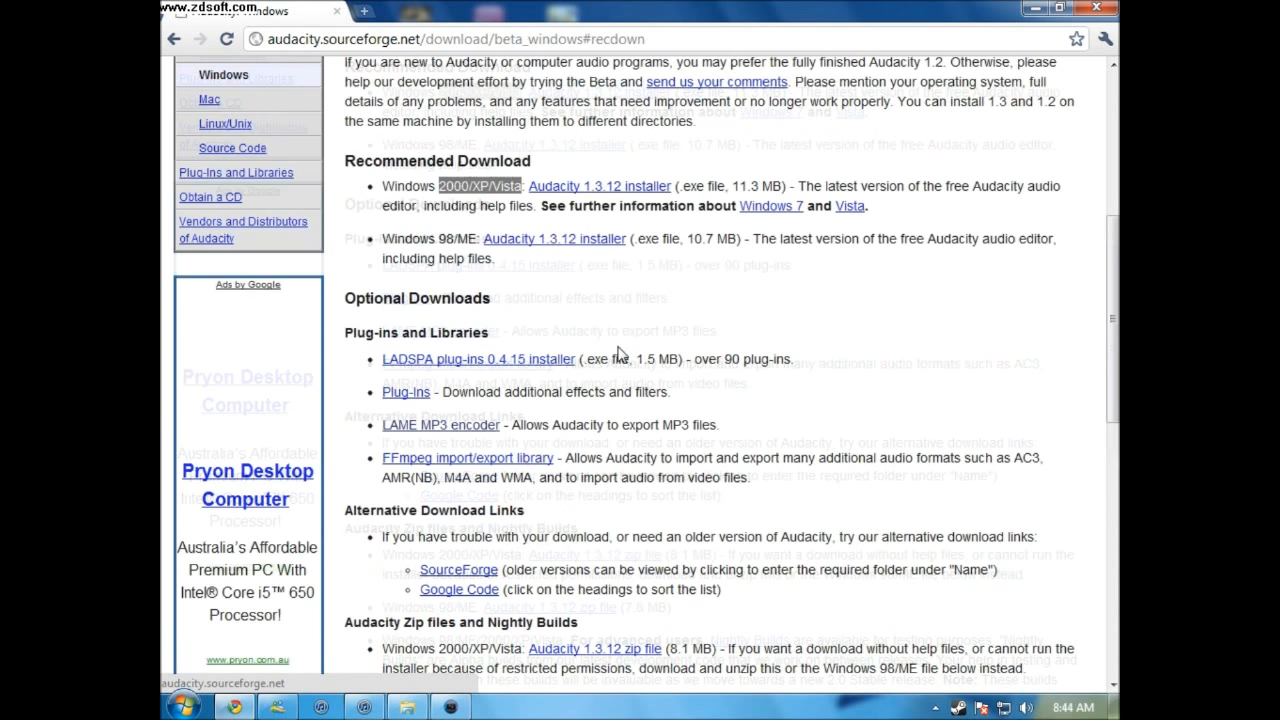 www.zdsoft.com
Audacity: Windows
audacity.sourceforge.net/download/beta_windows#recdown
Windows
Mac
Linux/Unix
Source Code
Plug-Ins and Libraries
Obtain a CD
Vendors and Distributors
of Audacity
Ads by Google
Pryon Desktop
Computer
Pryon Desktop
Computer
Australia's Affordable
Premium PC With
Intel® Core i5™ 650
Processor!
www.pryon.com.au
audacity.sourceforge.net
If you are new to Audacity or computer audio programs, you may prefer the fully finished Audacity 1.2. Otherwise, please
help our development effort by trying the Beta and send us your comments. Please mention your operating system, full
details of any problems, and any features that need improvement or no longer work properly. You can install 1.3 and 1.2 on
the same machine by installing them to different directories.
Recommended Download
Windows 2000/XP/Vista: Audacity 1.3.12 installer (.exe file, 11.3 MB) - The latest version of the free Audacity audio
editor, including help files. See further information about Windows 7 and Vista.
Windows 98/ME: Audacity 1.3.12 installer (.exe file, 10.7 MB) - The latest version of the free Audacity audio editor,
including help files.
Optional Downloads
Plug-ins and Libraries
LADSPA plug-ins 0.4.15 installer (.exe file, 1.5 MB) - over 90 plug-ins.
Plug-Ins - Download additional effects and filters.
LAME MP3 encoder - Allows Audacity to export MP3 files.
FFmpeg import/export library - Allows Audacity to import and export many additional audio formats such as AC3,
AMR(NB), M4A and WMA, and to import audio from video files.
Alternative Download Links
If you have trouble with your download, or need an older version of Audacity, try our alternative download links:
SourceForge (older versions can be viewed by clicking to enter the required folder under "Name")
Google Code (click on the headings to sort the list)
Audacity Zip files and Nightly Builds
Windows 2000/XP/Vista: Audacity 1.3.12 zip file (8.1 MB) - If you want a download without help files, or cannot run the
installer because of restricted permissions, download and unzip this or the Windows 98/ME file below instead.
8:44 AM